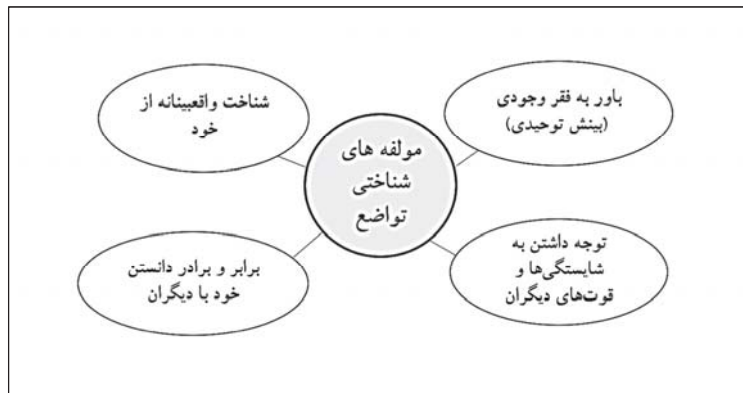 مولفه های
شناختی
تواضع
باور به فقر وجودی
(بینش توحیدی)
شناخت واقعبینانه از
خود
توجه داشتن به
شایستگی‌ها و
قوت‌های دیگران
برابر و برادر دانستن
خود با دیگران